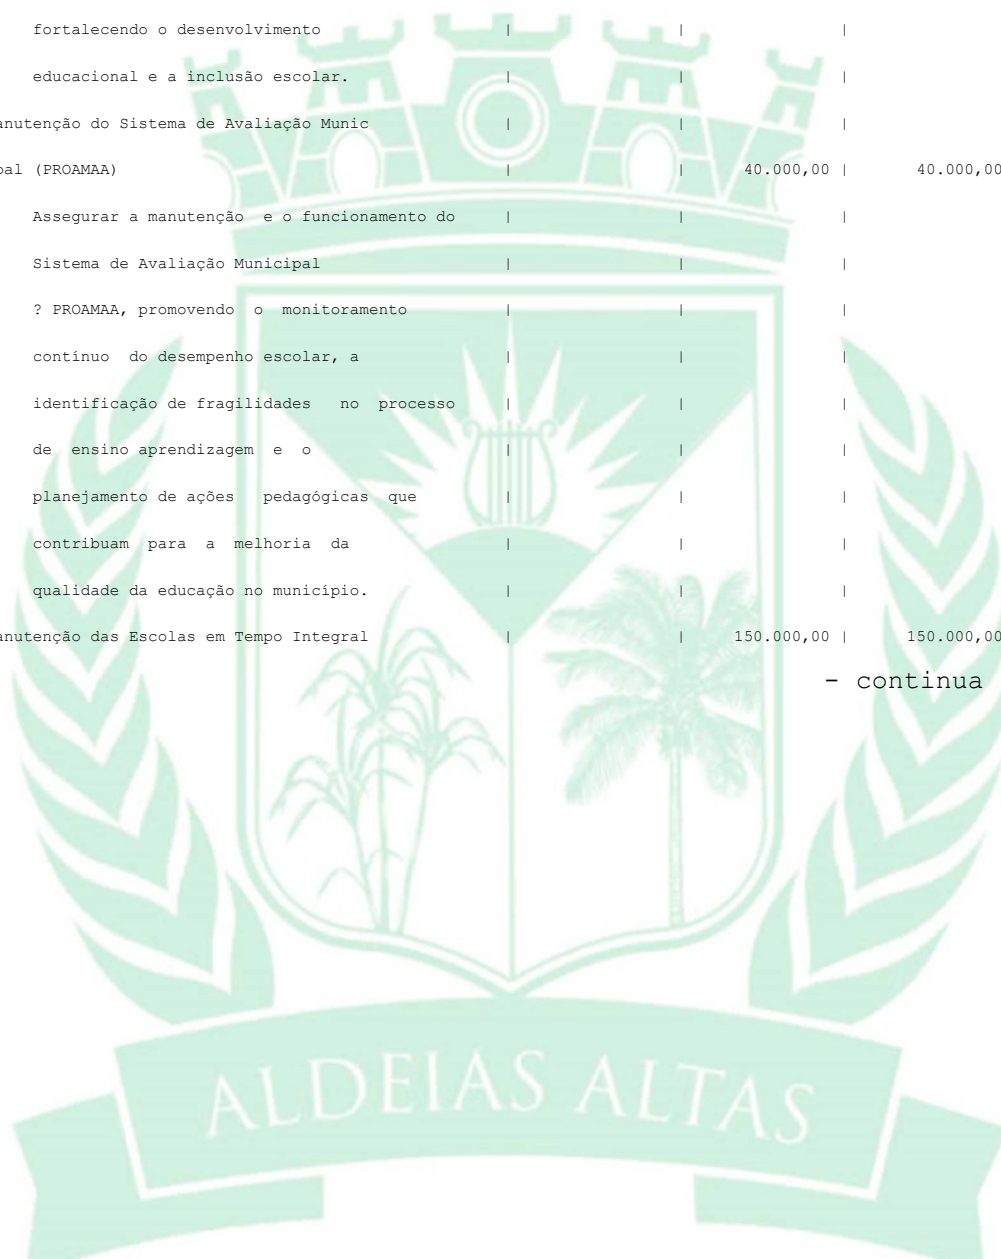 fortalecendo o desenvolvimento | | |
educacional e a inclusão escolar. | | |
anutenção do Sistema de Avaliação Munic | | |
pal (PROAMAA) | | 40.000,00 | 40.000,00
Assegurar a manutenção e o funcionamento do | | |
Sistema de Avaliação Municipal | | |
? PROAMAA, promovendo o monitoramento | | |
contínuo do desempenho escolar, a | | |
identificação de fragilidades no processo | | |
de ensino aprendizagem e o | | |
planejamento de ações pedagógicas que | | |
contribuam para a melhoria da | | |
qualidade da educação no município. | | |
anutenção das Escolas em Tempo Integral | | 150.000,00 | 150.000,00
- continua
ALDEIAS ALTAS